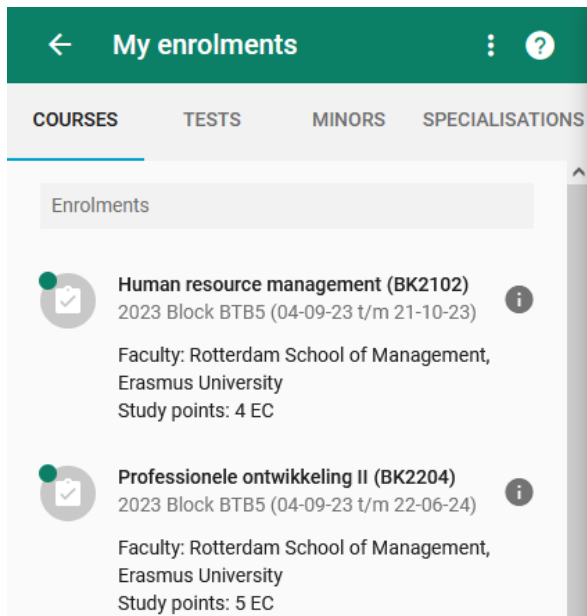 My enrolments
COURSES TESTS MINORS SPECIALISATIONS
Enrolments
Human resource management (BK2102)
2023 Block BTB5 (04-09-23 t/m 21-10-23)
Faculty: Rotterdam School of Management,
Erasmus University
Study points: 4 EC
Professionele ontwikkeling II (BK2204)
2023 Block BTB5 (04-09-23 t/m 22-06-24)
Faculty: Rotterdam School of Management,
Erasmus University
Study points: 5 EC